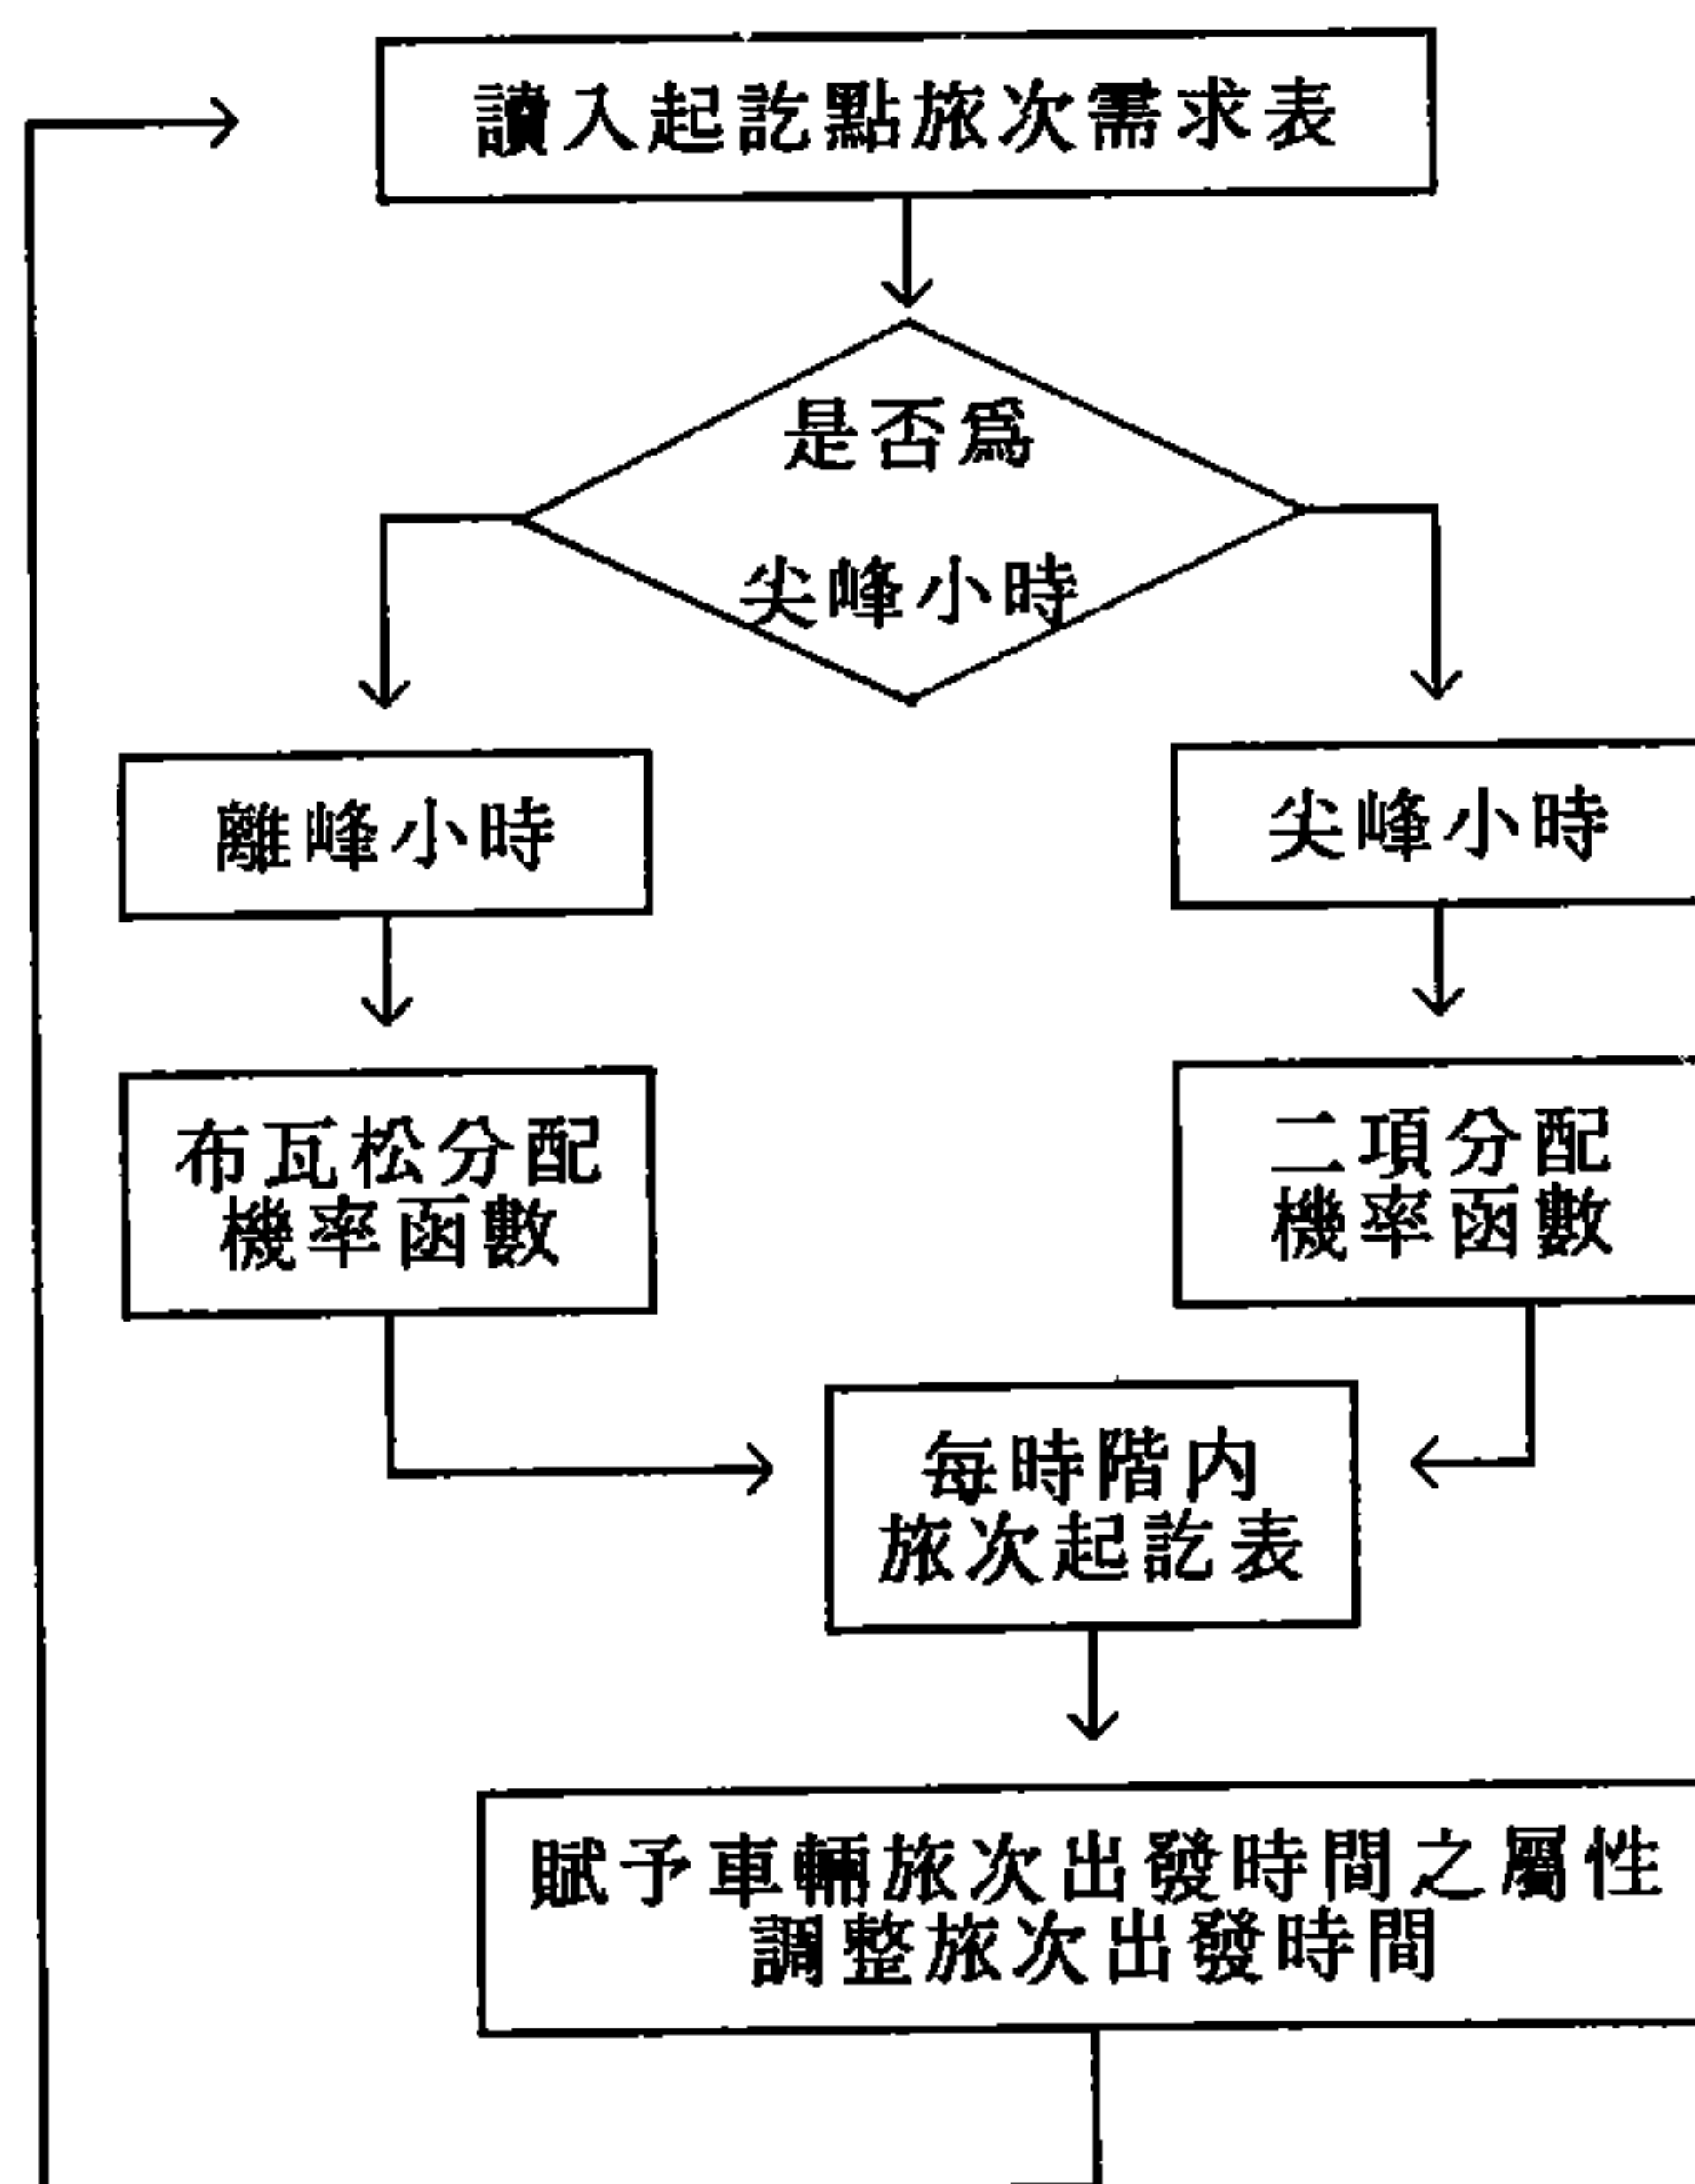 讀入起訖點旅次需求表
是否爲
尖峰小時
離峰小時
尖峰小時
布瓦松分配
機率函數
二項分配
機率函數
每時階內
旅次起訖表
賦予車輛旅次出發時間之屬性
調整旅次出發時間